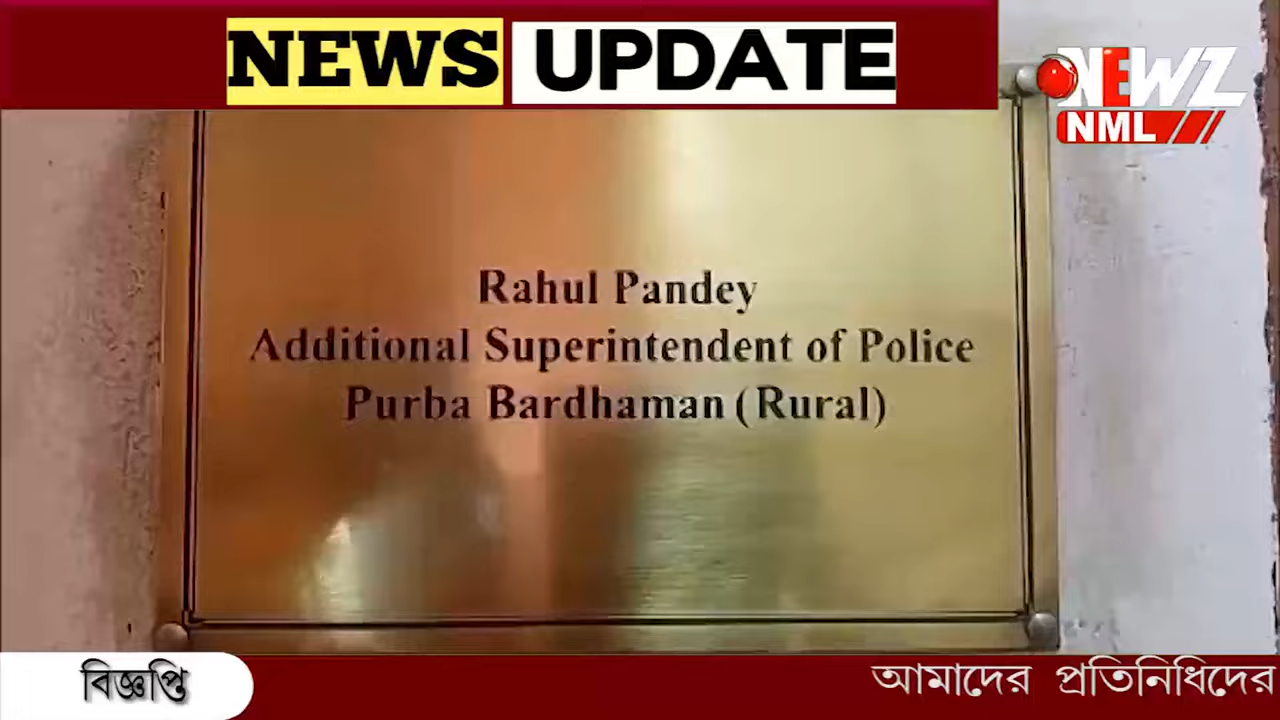 NEWS UPDATE
NEWZ
NML
Rahul Pandey
Additional Superintendent of Police
Purba Bardhaman (Rural)
বিজ্ঞপ্তি
আমাদের প্রতিনিধিদের